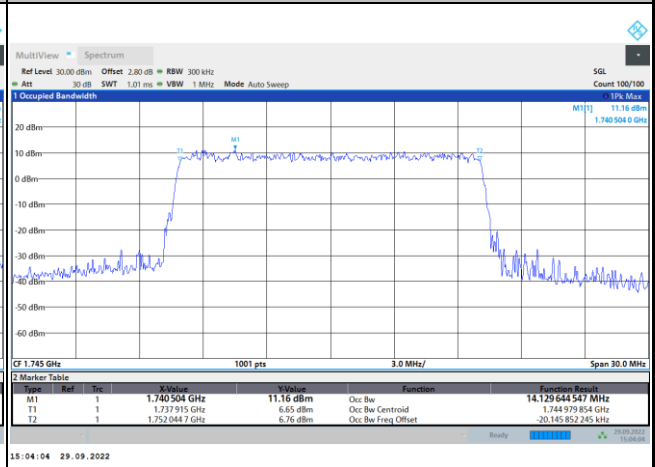 MultiView Spectrum
Ref Level 30.00 dBm Offset 2.80 dB RBW 300 kHz SGL
Att 30 dB SWT 1.01 ms VBW 1 MHz Mode Auto Sweep Count 100/100
1 Occupied Bandwidth 1Pk Max
M1[1] 11.16 dBm
1.740 504 0 GHz
20 dBm
M1
T1 T2
10 dBm
0 dBm
-10 dBm
-20 dBm
-30 dBm
-40 dBm
-50 dBm
-60 dBm
CF 1.745 GHz 1001 pts 3.0 MHz/ Span 30.0 MHz
2 Marker Table
Type Ref Trc X-Value Y-Value Function Function Result
M1 1 1.740 504 GHz 11.16 dBm Occ Bw 14.129 644 547 MHz
T1 1 1.737 915 GHz 6.65 dBm Occ Bw Centroid 1.744 979 854 GHz
T2 1 1.752 044 7 GHz 6.76 dBm Occ Bw Freq Offset -20.145 852 245 kHz
Ready 29.09.2022
15:04:04
15:04:04 29.09.2022